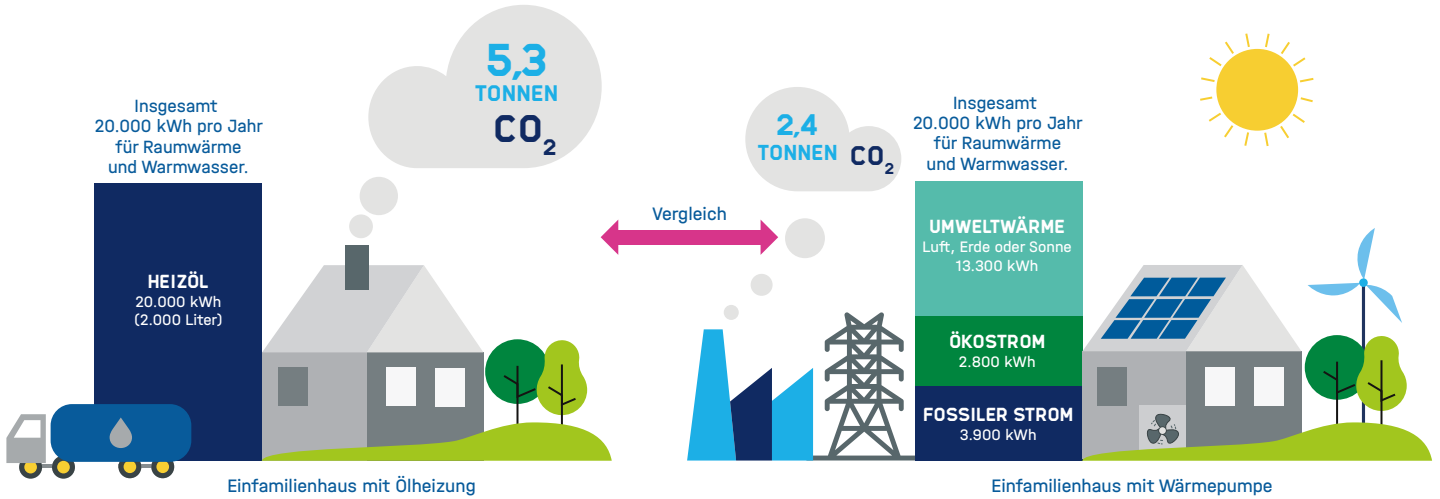 5,3
TONNEN
CO2
Insgesamt
20.000 kWh pro Jahr
für Raumwärme
und Warmwasser.
HEIZÖL
20.000 kWh
(2.000 Liter)
Einfamilienhaus mit Ölheizung
Vergleich
2,4
TONNEN CO2
Insgesamt
20.000 kWh pro Jahr
für Raumwärme
und Warmwasser.
UMWELTWÄRME
Luft, Erde oder Sonne
13.300 kWh
ÖKOSTROM
2.800 kWh
FOSSILER STROM
3.900 kWh
Einfamilienhaus mit Wärmepumpe